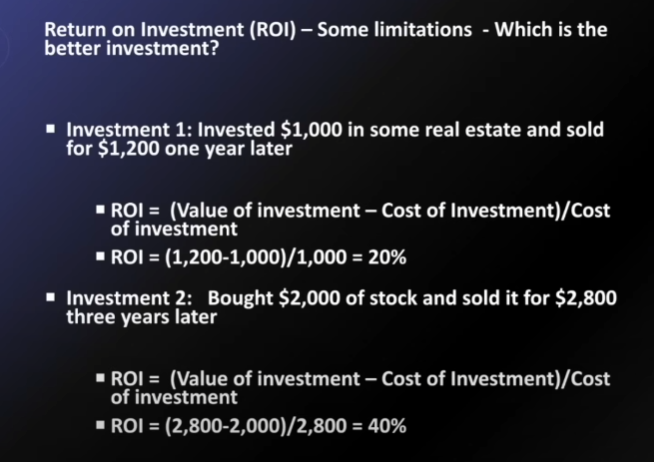 Return on Investment (ROI) – Some limitations - Which is the
better investment?
▪ Investment 1: Invested $1,000 in some real estate and sold
for $1,200 one year later
▪ ROI = (Value of investment – Cost of Investment)/Cost
of investment
▪ ROI = (1,200-1,000)/1,000 = 20%
▪ Investment 2: Bought $2,000 of stock and sold it for $2,800
three years later
▪ ROI = (Value of investment – Cost of Investment)/Cost
of investment
▪ ROI = (2,800-2,000)/2,800 = 40%